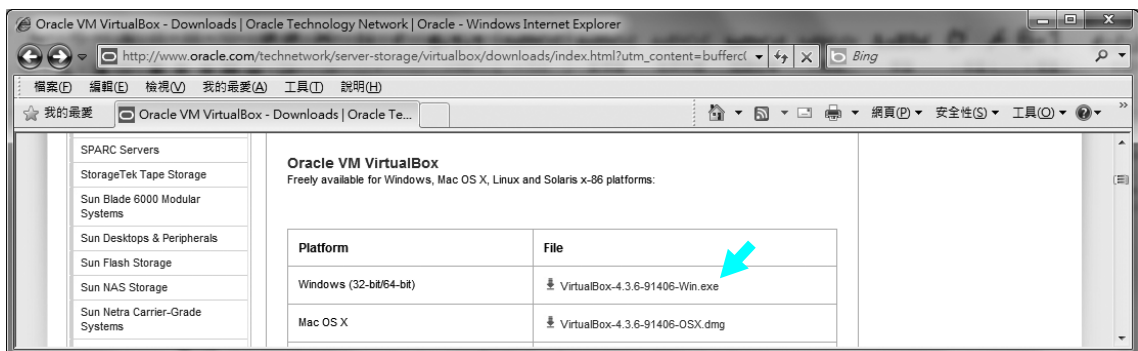 Oracle VM VirtualBox - Downloads | Oracle Technology Network | Oracle - Windows Internet Explorer
http://www.oracle.com/technetwork/server-storage/virtualbox/downloads/index.html?utm_content=bufferc(
Bing
檔案(F) 編輯(E) 檢視(V) 我的最愛(A) 工具(T) 說明(H)
我的最愛 Oracle VM VirtualBox - Downloads | Oracle Te... 網頁(P) 安全性(S) 工具(O) »
SPARC Servers
StorageTek Tape Storage
Sun Blade 6000 Modular
Systems
Sun Desktops & Peripherals
Sun Flash Storage
Sun NAS Storage
Sun Netra Carrier-Grade
Systems
Oracle VM VirtualBox
Freely available for Windows, Mac OS X, Linux and Solaris x-86 platforms:
Platform File
Windows (32-bit/64-bit) VirtualBox-4.3.6-91406-Win.exe
Mac OS X VirtualBox-4.3.6-91406-OSX.dmg